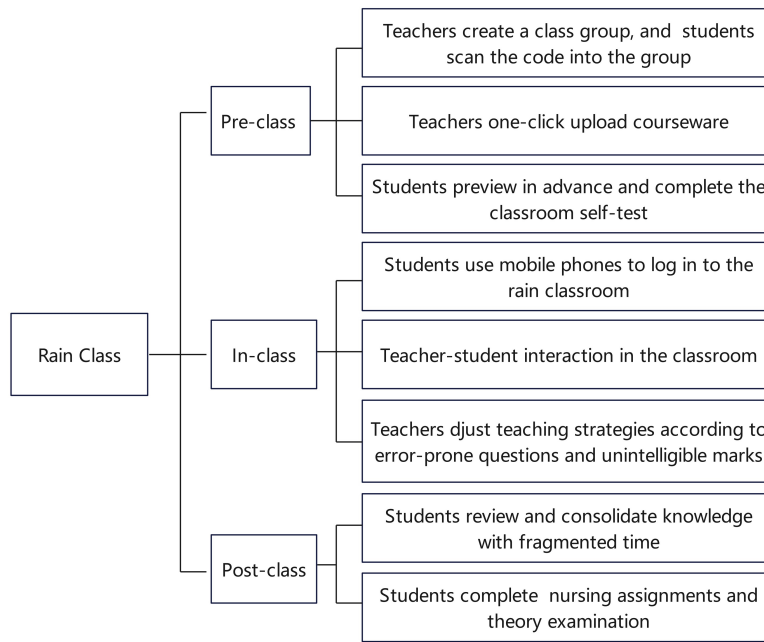 Teachers create a class group, and  students
scan the code into the group
Pre-class
Teachers one-click upload courseware
Students preview in advance and complete the
classroom self-test
Students use mobile phones to log in to the
rain classroom
Rain Class
In-class
Teacher-student interaction in the classroom
Teachers djust teaching strategies according to
error-prone questions and unintelligible marks
Students review and consolidate knowledge
with fragmented time
Post-class
Students complete  nursing assignments and
theory examination